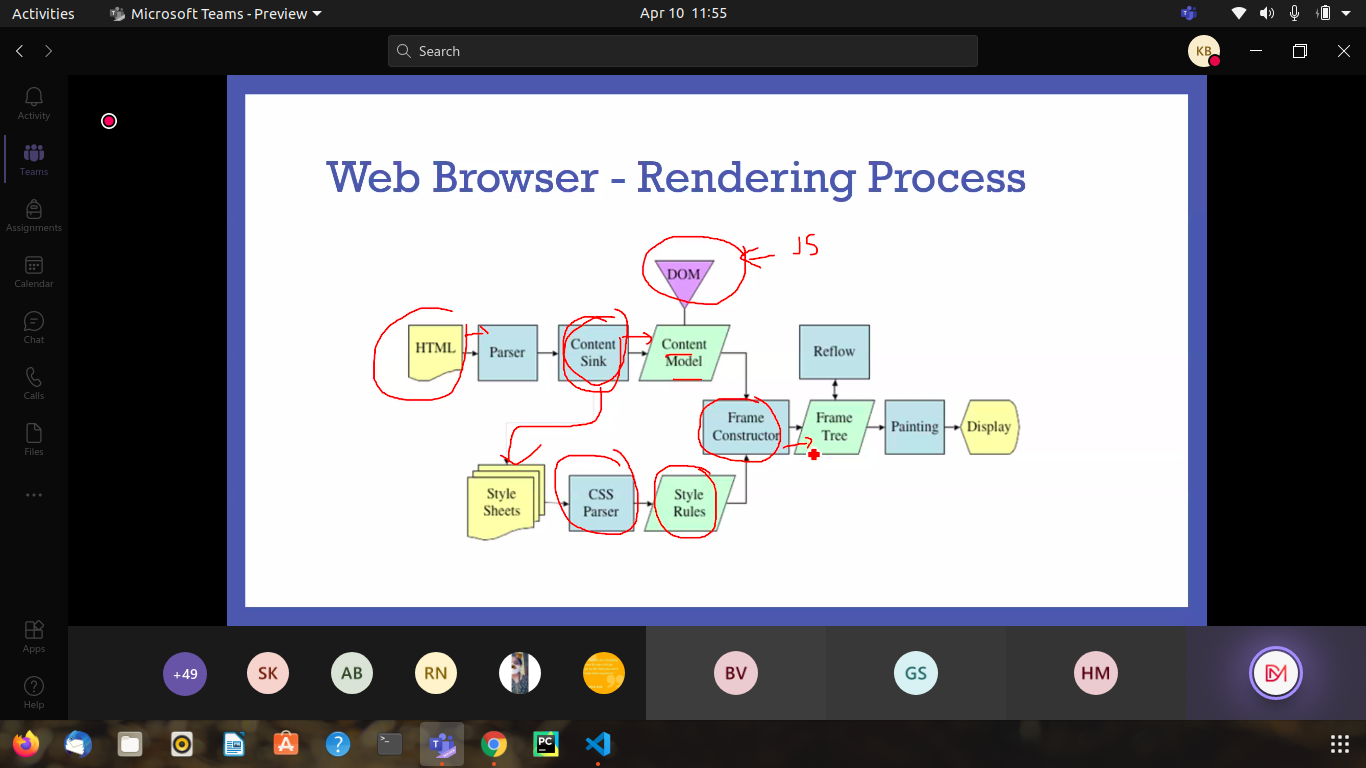 Activities
Microsoft Teams - Preview
Apr 10 11:55
Search
KB
Activity
Teams
Assignments
Calendar
Chat
Calls
Files
Apps
Help
Web Browser - Rendering Process
JS
DOM
HTML
Parser
Content
Sink
Content
Model
Reflow
Frame
Constructor
Frame
Tree
Painting
Display
Style
Sheets
CSS
Parser
Style
Rules
+49
SK
AB
RN
BV
GS
HM
DM
PC